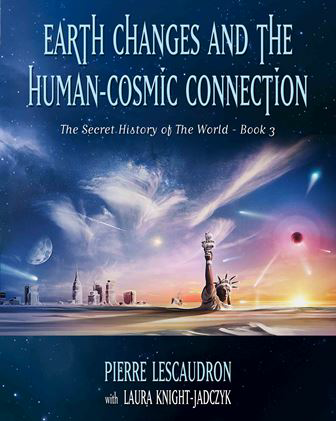 EARTH CHANGES AND THE
HUMAN-COSMIC CONNECTION
The Secret History of The World - Book 3
PIERRE LESCAUDRON
with LAURA KNIGHT-JADCZYK